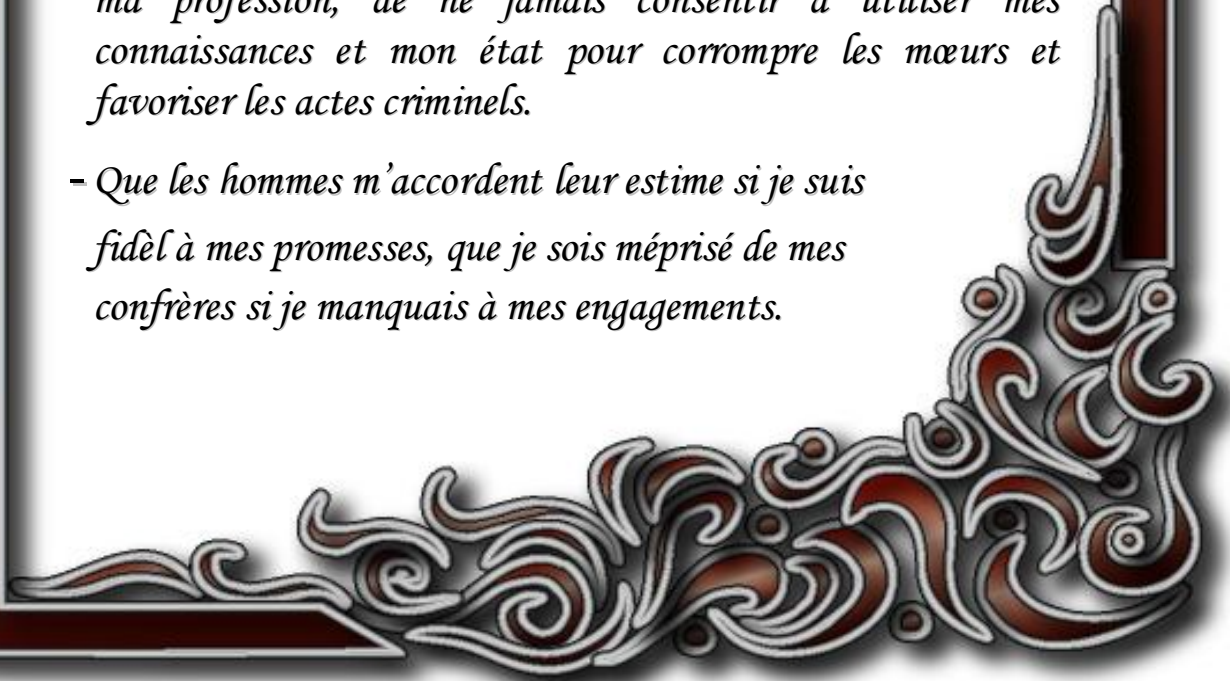 ma profession, de ne jamais consentir à utiliser mes
connaissances et mon état pour corrompre les mœurs et
favoriser les actes criminels.
- Que les hommes m’accordent leur estime si je suis
fidèl à mes promesses, que je sois méprisé de mes
confrères si je manquais à mes engagements.